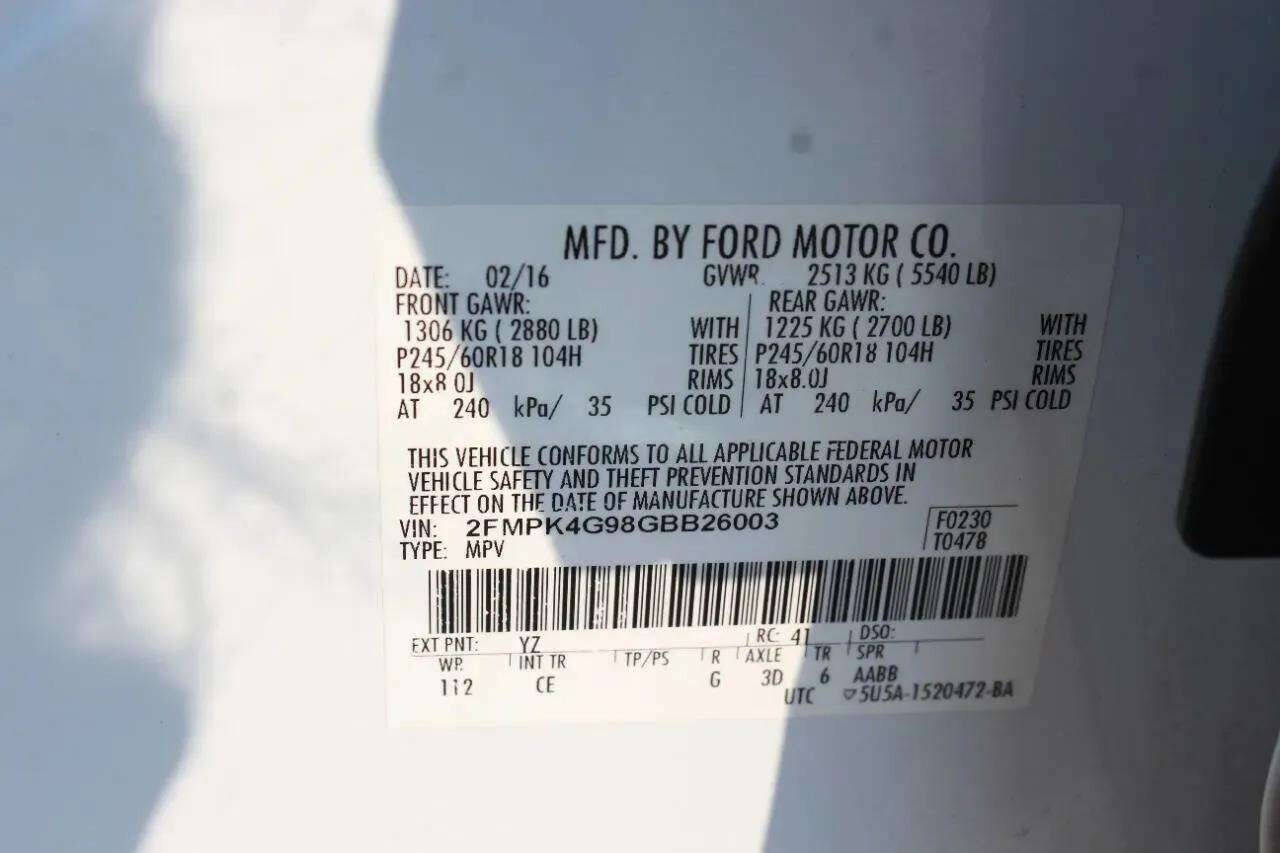 MFD. BY FORD MOTOR CO.
DATE: 02/16 GVWR 2513 KG ( 5540 LB)
FRONT GAWR: REAR GAWR:
1306 KG ( 2880 LB) WITH 1225 KG ( 2700 LB) WITH
P245/60R18 104H TIRES P245/60R18 104H TIRES
18x8.0J RIMS 18x8.0J RIMS
AT 240 kPa/ 35 PSI COLD AT 240 kPa/ 35 PSI COLD
THIS VEHICLE CONFORMS TO ALL APPLICABLE FEDERAL MOTOR
VEHICLE SAFETY AND THEFT PREVENTION STANDARDS IN
EFFECT ON THE DATE OF MANUFACTURE SHOWN ABOVE.
VIN: 2FMPK4G98GBB26003 F0230
TYPE: MPV T0478
EXT PNT: YZ RC: 41 DSO:
WB INT TR TP/PS R AXLE TR SPR
112 CE G 3D 6 AABB
UTC ▽5U5A-1520472-BA